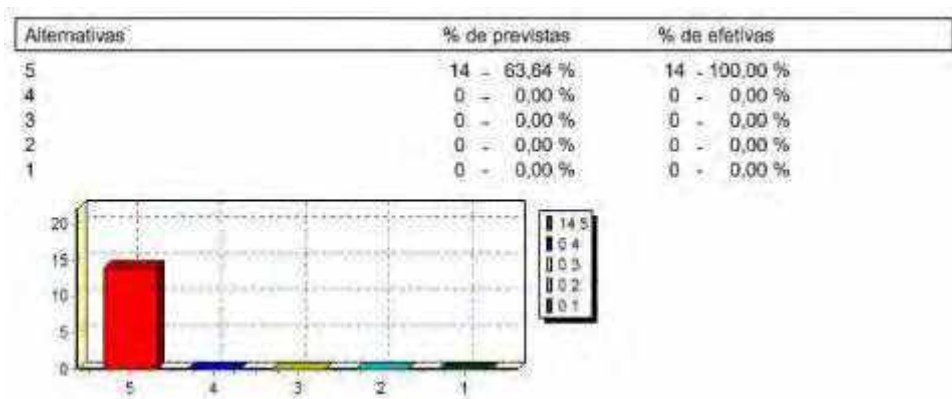 Alternativas % de previstas % de efetivas
5 14 - 63,64 % 14 - 100,00 %
4 0 - 0,00 % 0 - 0,00 %
3 0 - 0,00 % 0 - 0,00 %
2 0 - 0,00 % 0 - 0,00 %
1 0 - 0,00 % 0 - 0,00 %
20
15
10
5
0
5 4 3 2 1
14 5
0 4
0 3
0 2
0 1